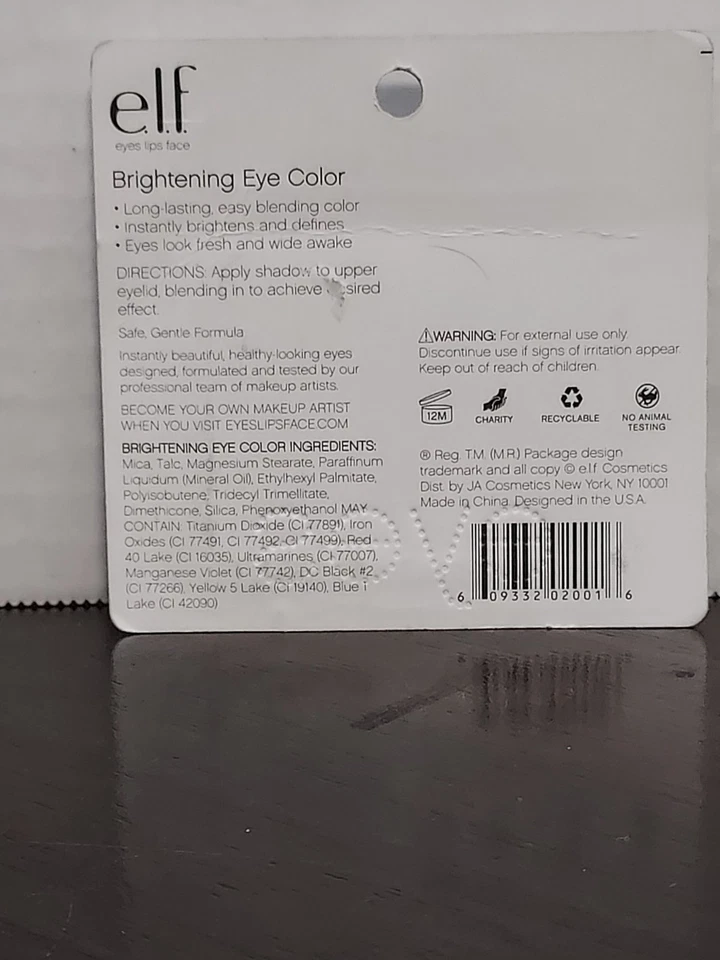 e.l.f.
eyes lips face
Brightening Eye Color
• Long-lasting, easy blending color
• Instantly brightens and defines
• Eyes look fresh and wide awake
DIRECTIONS: Apply shadow to upper
eyelid, blending in to achieve sired
effect.
Safe, Gentle Formula
Instantly beautiful, healthy-looking eyes
designed, formulated and tested by our
professional team of makeup artists.
BECOME YOUR OWN MAKEUP ARTIST
WHEN YOU VISIT EYESLIPSFACE.COM
BRIGHTENING EYE COLOR INGREDIENTS:
Mica, Talc, Magnesium Stearate, Paraffinum
Liquidum (Mineral Oil), Ethylhexyl Palmitate,
Polyisobutene, Tridecyl Trimellitate,
Dimethicone, Silica, Phenoxyethanol MAY
CONTAIN: Titanium Dioxide (CI 77891), Iron
Oxides (CI 77491, CI 77492, CI 77499), Red
40 Lake (CI 16035), Ultramarines (CI 77007),
Manganese Violet (CI 77742), DC Black #2
(CI 77266), Yellow 5 Lake (CI 19140), Blue 1
Lake (CI 42090)
⚠WARNING: For external use only.
Discontinue use if signs of irritation appear.
Keep out of reach of children.
12M
CHARITY
RECYCLABLE
NO ANIMAL
TESTING
® Reg. T.M. (M.R.) Package design
trademark and all copy © e.l.f. Cosmetics
Dist. by JA Cosmetics New York, NY 10001
Made in China. Designed in the U.S.A.
6 09332 02001 6